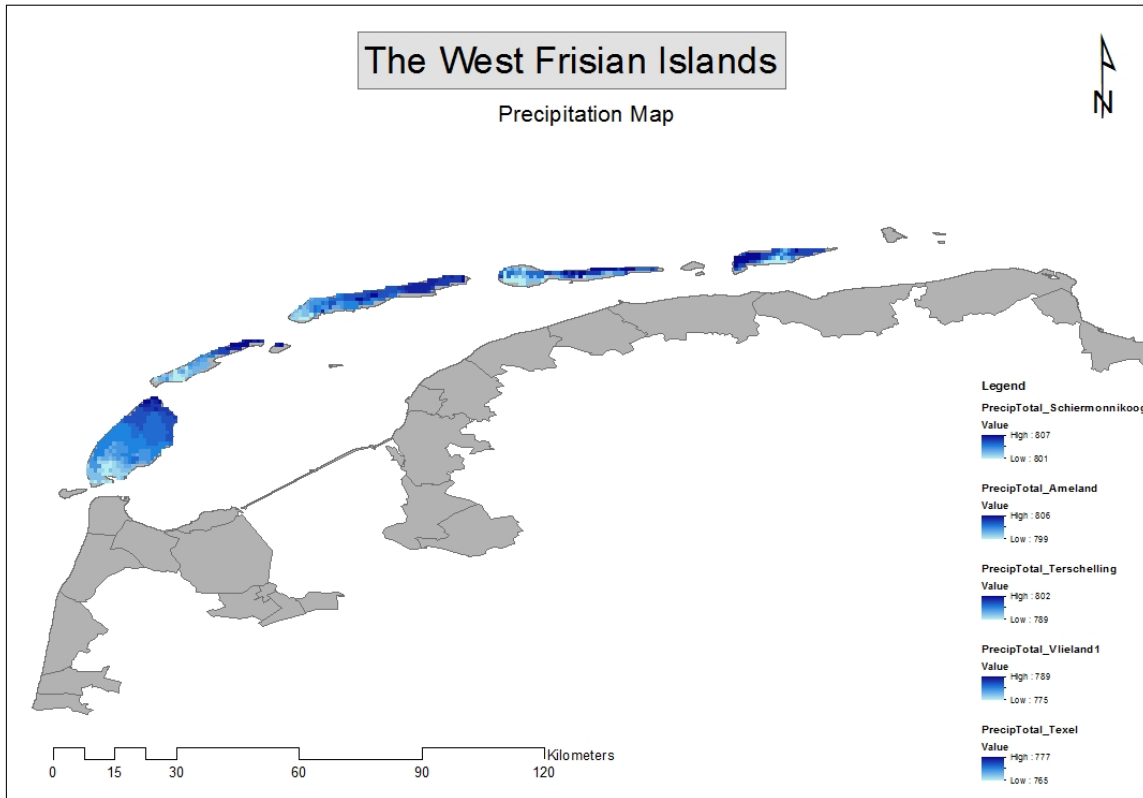 The West Frisian Islands
Precipitation Map
N
Legend
PrecipTotal_Schiermonnikoog
Value
High : 807
Low : 801
PrecipTotal_Ameland
Value
High : 806
Low : 799
PrecipTotal_Terschelling
Value
High : 802
Low : 789
PrecipTotal_Vlieland1
Value
High : 789
Low : 775
PrecipTotal_Texel
Value
High : 777
Low : 765
Kilometers
0 15 30 60 90 120